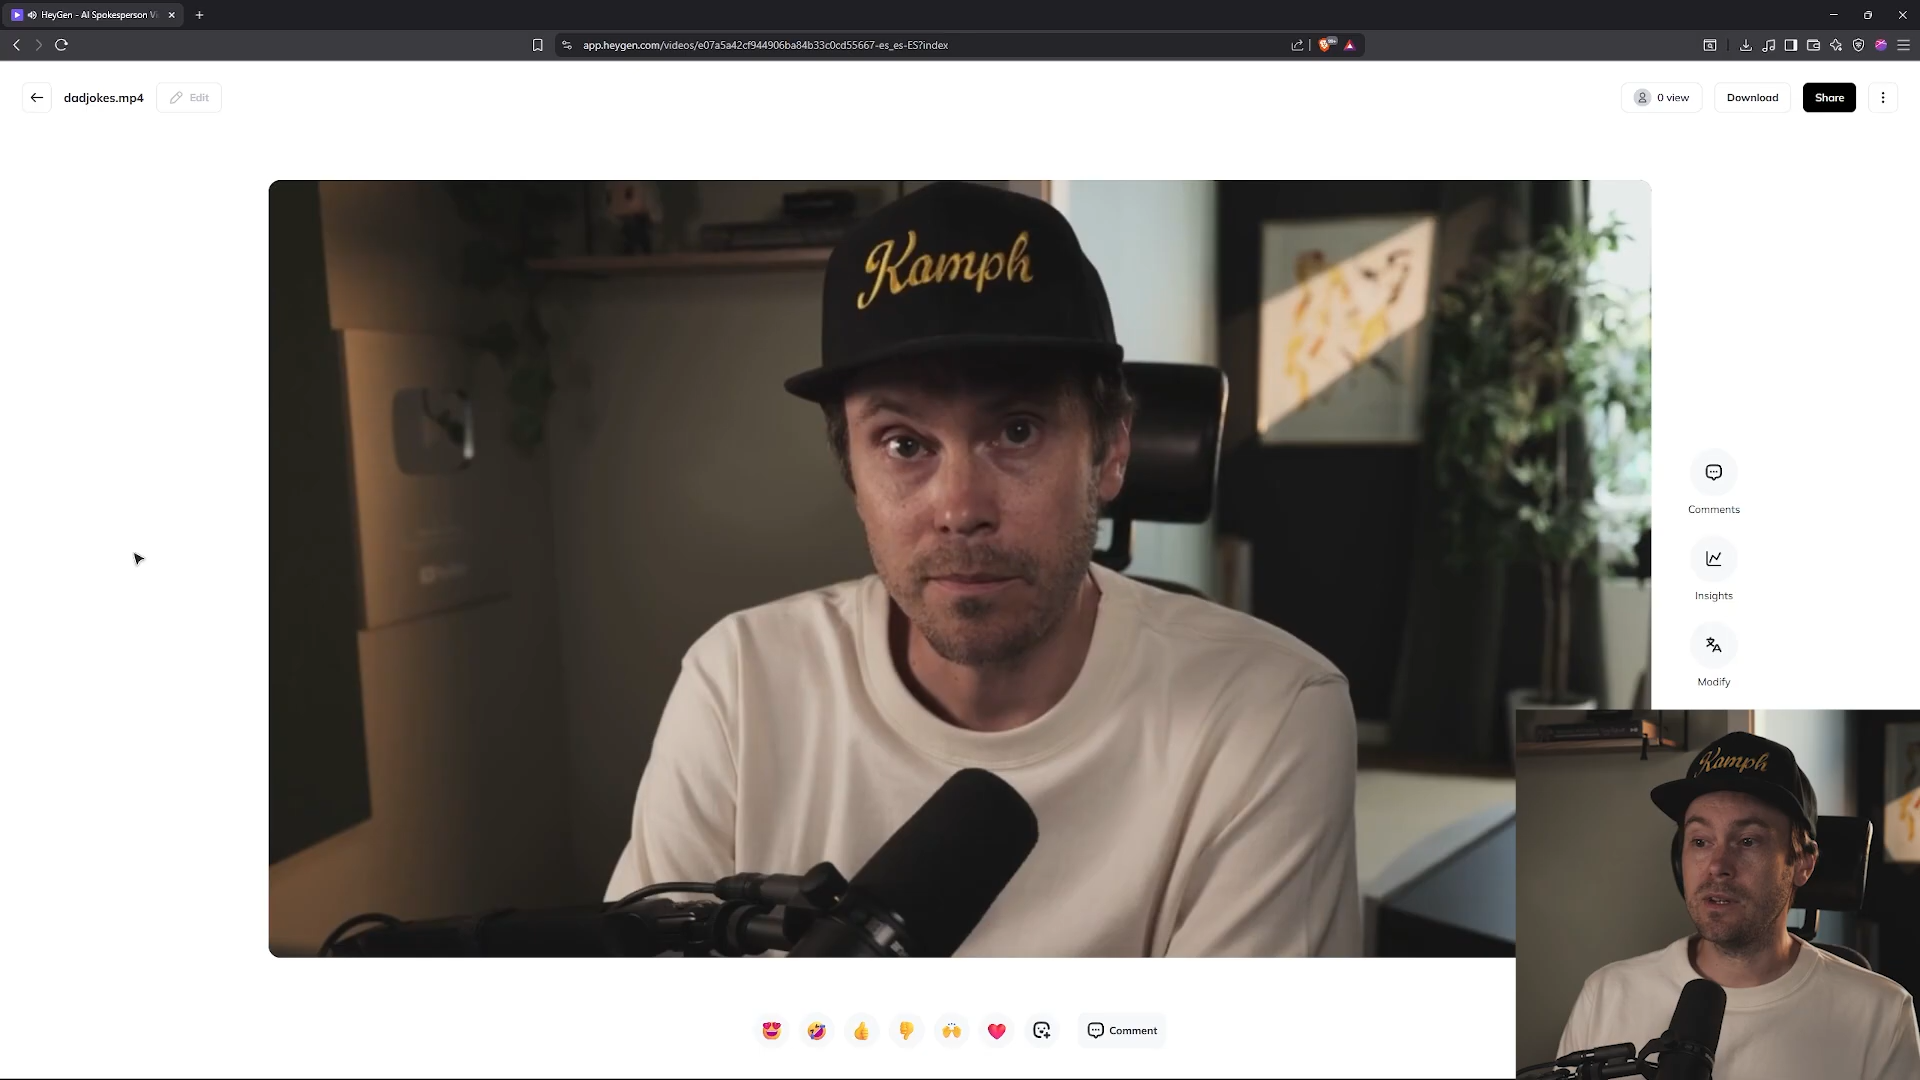 HeyGen - AI Spokesperson Vi
app.heygen.com/videos/e07a5a42cf944906ba84b33c0cd55667-es_es-ES?index
dadjokes.mp4
Edit
0 view
Download
Share
Kamph
Comments
Insights
Modify
Kamph
Comment